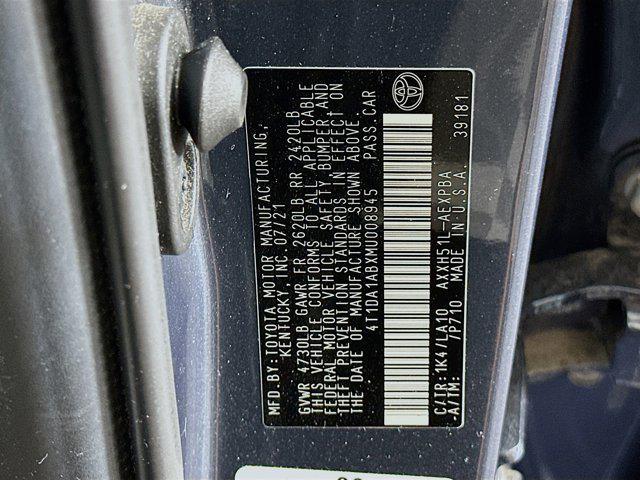 MFD.BY:TOYOTA MOTOR MANUFACTURING,
KENTUCKY, INC. 07/21
GVWR 4730LB GAWR FR 2620LB RR 2420LB
THIS VEHICLE CONFORMS TO ALL APPLICABLE
FEDERAL MOTOR VEHICLE SAFETY, BUMPER AND
THEFT PREVENTION STANDARDS IN EFFECT ON
THE DATE OF MANUFACTURE SHOWN ABOVE.
4T1DA1ABXMU008945 PASS.CAR
C/TR:1K4/LA10 AXXH51L-AEXPBA
-A/TM: /P710 MADE IN U.S.A. 39181